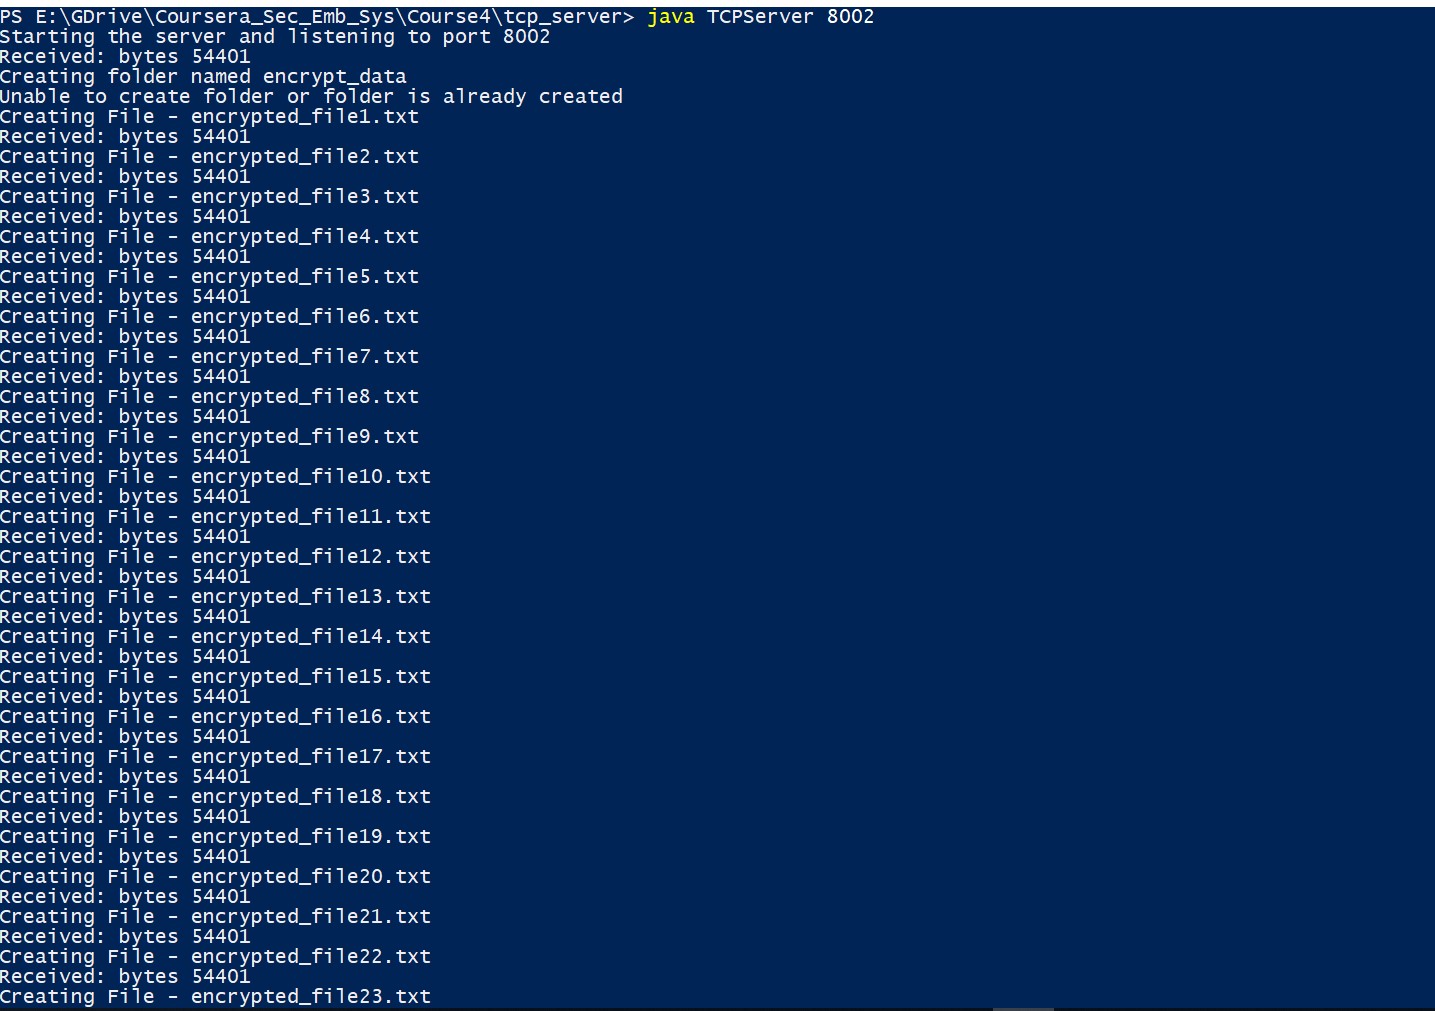 PS E:\GDrive\Coursera_Sec_Emb_Sys\Course4\tcp_server> java TCPServer 8002
Starting the server and listening to port 8002
Received: bytes 54401
Creating folder named encrypt_data
Unable to create folder or folder is already created
Creating File - encrypted_file1.txt
Received: bytes 54401
Creating File - encrypted_file2.txt
Received: bytes 54401
Creating File - encrypted_file3.txt
Received: bytes 54401
Creating File - encrypted_file4.txt
Received: bytes 54401
Creating File - encrypted_file5.txt
Received: bytes 54401
Creating File - encrypted_file6.txt
Received: bytes 54401
Creating File - encrypted_file7.txt
Received: bytes 54401
Creating File - encrypted_file8.txt
Received: bytes 54401
Creating File - encrypted_file9.txt
Received: bytes 54401
Creating File - encrypted_file10.txt
Received: bytes 54401
Creating File - encrypted_file11.txt
Received: bytes 54401
Creating File - encrypted_file12.txt
Received: bytes 54401
Creating File - encrypted_file13.txt
Received: bytes 54401
Creating File - encrypted_file14.txt
Received: bytes 54401
Creating File - encrypted_file15.txt
Received: bytes 54401
Creating File - encrypted_file16.txt
Received: bytes 54401
Creating File - encrypted_file17.txt
Received: bytes 54401
Creating File - encrypted_file18.txt
Received: bytes 54401
Creating File - encrypted_file19.txt
Received: bytes 54401
Creating File - encrypted_file20.txt
Received: bytes 54401
Creating File - encrypted_file21.txt
Received: bytes 54401
Creating File - encrypted_file22.txt
Received: bytes 54401
Creating File - encrypted_file23.txt